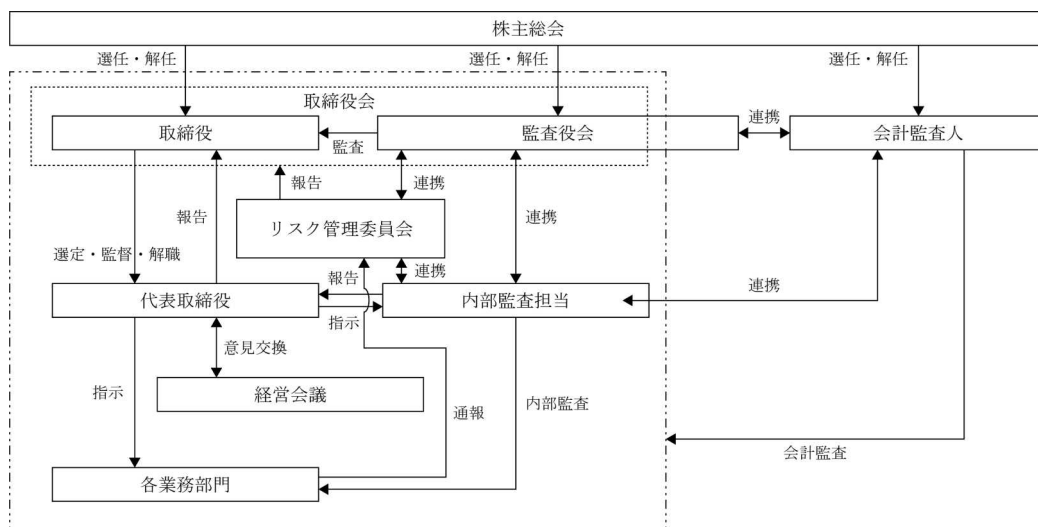 株主総会
選任・解任
選任・解任
選任・解任
取締役会
取締役
監査
監査役会
連携
会計監査人
報告
連携
報告
連携
リスク管理委員会
選定・監督・解職
報告
連携
連携
代表取締役
指示
内部監査担当
意見交換
指示
経営会議
通報
内部監査
会計監査
各業務部門